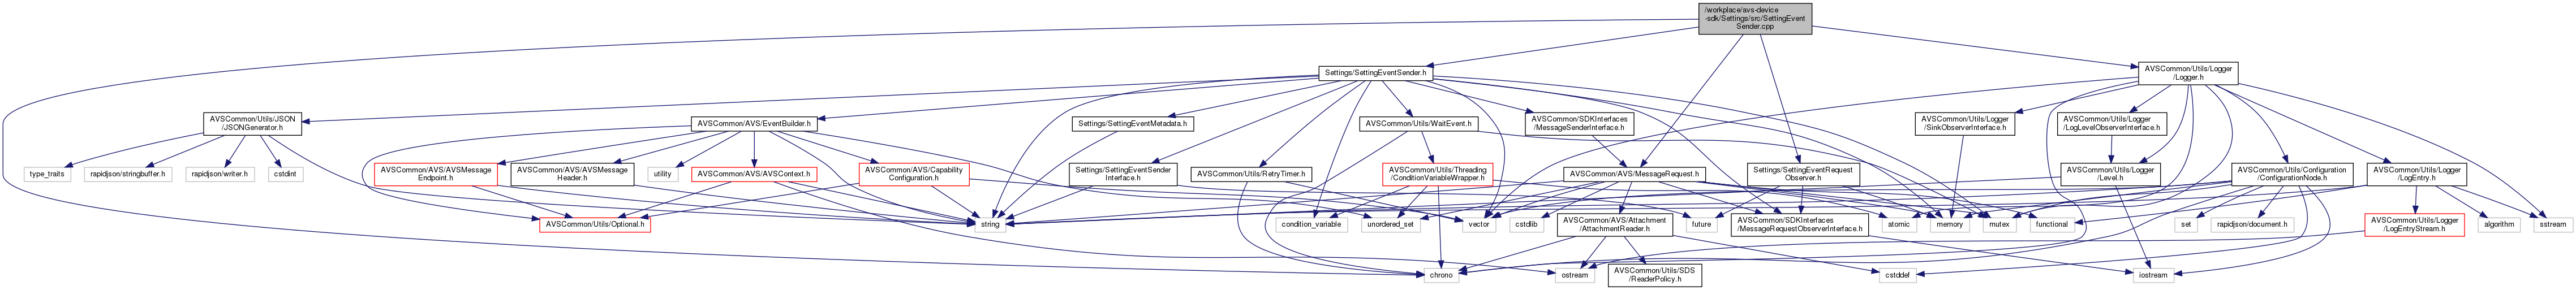 /workplace/avs-device
-sdk/Settings/src/SettingEvent
Sender.cpp
Settings/SettingEventSender.h
AVSCommon/Utils/Logger
/Logger.h
AVSCommon/Utils/JSON
/JSONGenerator.h
AVSCommon/AVS/EventBuilder.h
Settings/SettingEventMetadata.h
AVSCommon/Utils/WaitEvent.h
AVSCommon/SDKInterfaces
/MessageSenderInterface.h
AVSCommon/Utils/Logger
/SinkObserverInterface.h
AVSCommon/Utils/Logger
/LogLevelObserverInterface.h
type_traits
rapidjson/stringbuffer.h
rapidjson/writer.h
cstdint
AVSCommon/AVS/AVSMessage
Endpoint.h
AVSCommon/AVS/AVSMessage
Header.h
utility
AVSCommon/AVS/AVSContext.h
AVSCommon/AVS/Capability
Configuration.h
Settings/SettingEventSender
Interface.h
AVSCommon/Utils/RetryTimer.h
AVSCommon/Utils/Threading
/ConditionVariableWrapper.h
AVSCommon/AVS/MessageRequest.h
Settings/SettingEventRequest
Observer.h
AVSCommon/Utils/Logger
/Level.h
AVSCommon/Utils/Configuration
/ConfigurationNode.h
AVSCommon/Utils/Logger
/LogEntry.h
AVSCommon/Utils/Optional.h
string
condition_variable
unordered_set
vector
cstdlib
AVSCommon/AVS/Attachment
/AttachmentReader.h
future
AVSCommon/SDKInterfaces
/MessageRequestObserverInterface.h
atomic
memory
mutex
functional
set
rapidjson/document.h
AVSCommon/Utils/Logger
/LogEntryStream.h
algorithm
sstream
chrono
ostream
AVSCommon/Utils/SDS
/ReaderPolicy.h
cstddef
iostream